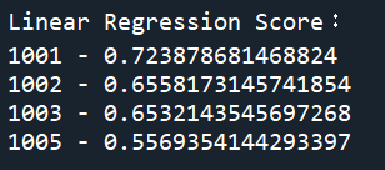 Linear Regression Score :
1001 - 0.723878681468824
1002 - 0.6558173145741854
1003 - 0.6532143545697268
1005 - 0.5569354144293397